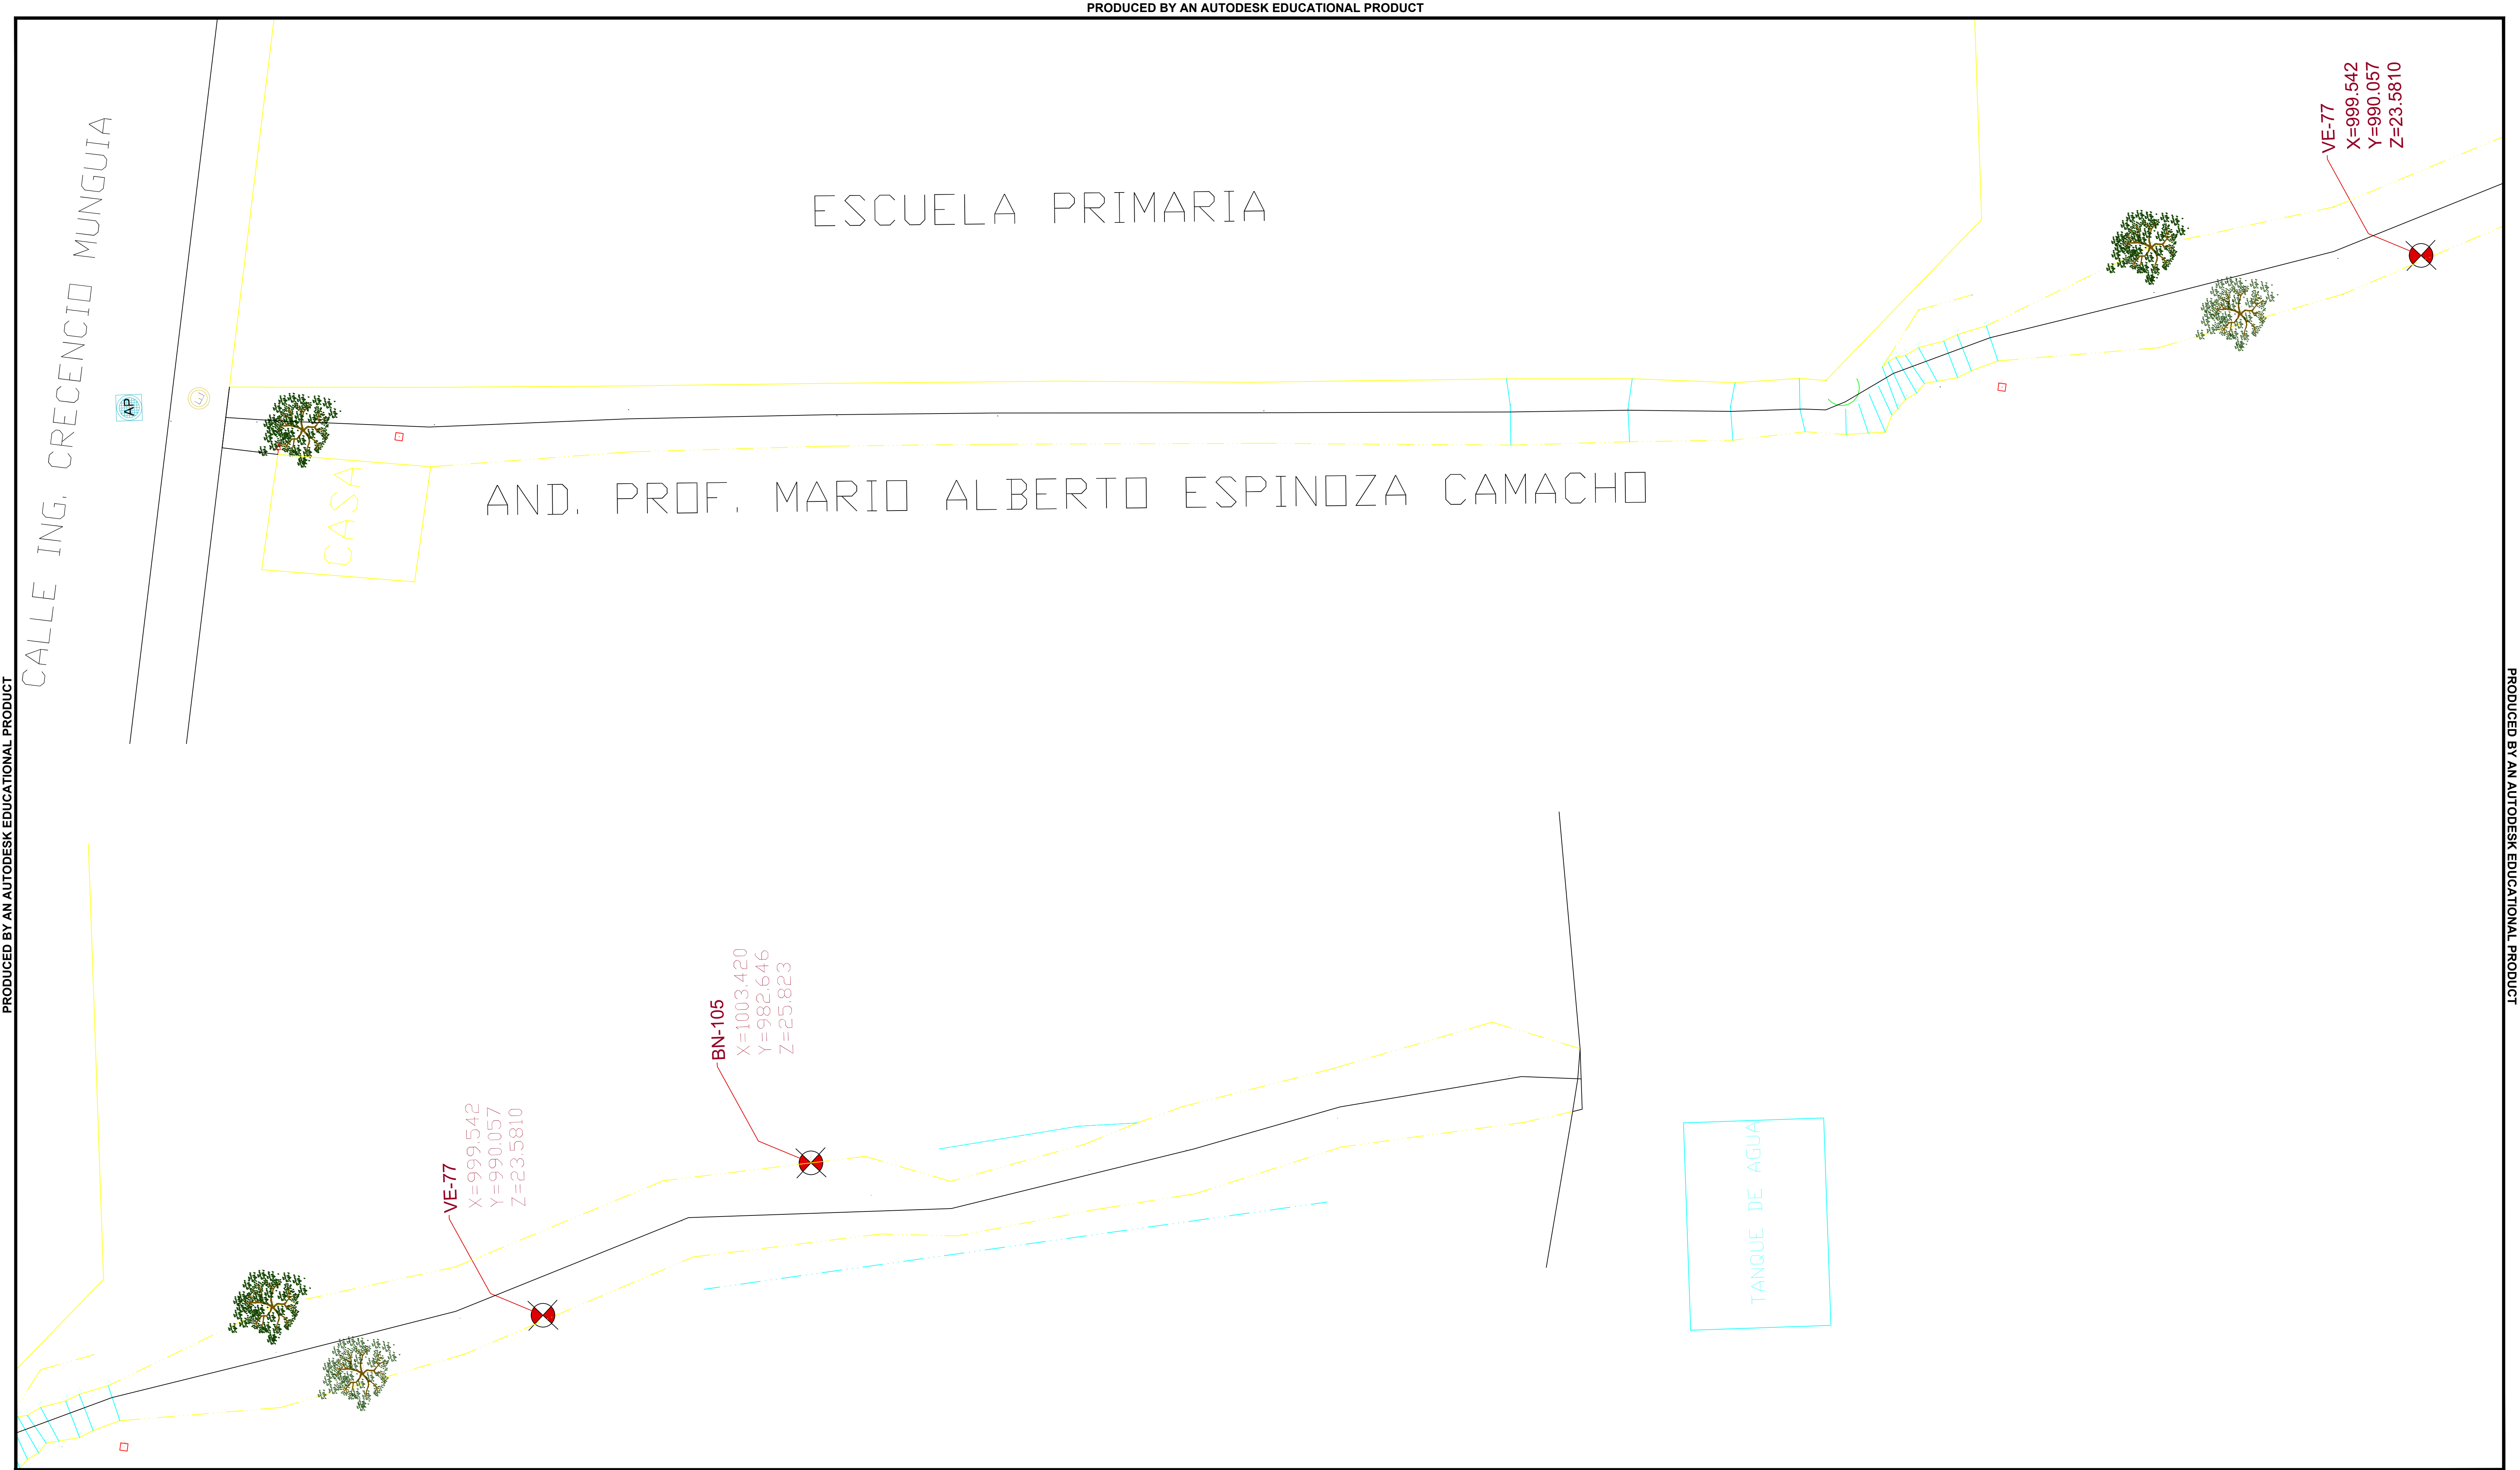 PRODUCED BY AN AUTODESK EDUCATIONAL PRODUCT
PRODUCED BY AN AUTODESK EDUCATIONAL PRODUCT
CALLE ING. CRECENCIO MUNGUIA
AP
E
ESCUELA PRIMARIA
VE-77
X=999.542
Y=990.057
Z=23.5810
CASA
AND. PROF. MARIO ALBERTO ESPINOZA CAMACHO
VE-77
X=999.542
Y=990.057
Z=23.5810
BN-105
X=1003.420
Y=982.646
Z=25.823
TANQUE DE AGUA
PRODUCED BY AN AUTODESK EDUCATIONAL PRODUCT